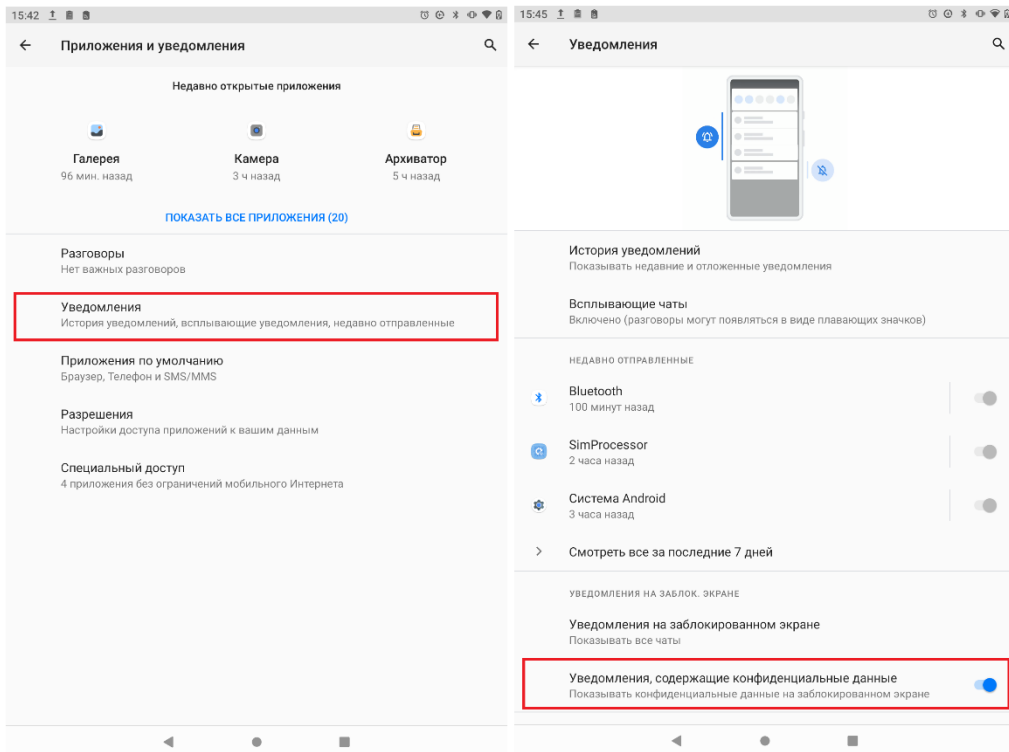 15:42
Приложения и уведомления
Недавно открытые приложения
Галерея
96 мин. назад
Камера
3 ч назад
Архиватор
5 ч назад
ПОКАЗАТЬ ВСЕ ПРИЛОЖЕНИЯ (20)
Разговоры
Нет важных разговоров
Уведомления
История уведомлений, всплывающие уведомления, недавно отправленные
Приложения по умолчанию
Браузер, Телефон и SMS/MMS
Разрешения
Настройки доступа приложений к вашим данным
Специальный доступ
4 приложения без ограничений мобильного Интернета
15:45
Уведомления
История уведомлений
Показывать недавние и отложенные уведомления
Всплывающие чаты
Включено (разговоры могут появляться в виде плавающих значков)
НЕДАВНО ОТПРАВЛЕННЫЕ
Bluetooth
100 минут назад
SimProcessor
2 часа назад
Система Android
3 часа назад
Смотреть все за последние 7 дней
УВЕДОМЛЕНИЯ НА ЗАБЛОК. ЭКРАНЕ
Уведомления на заблокированном экране
Показывать все чаты
Уведомления, содержащие конфиденциальные данные
Показывать конфиденциальные данные на заблокированном экране